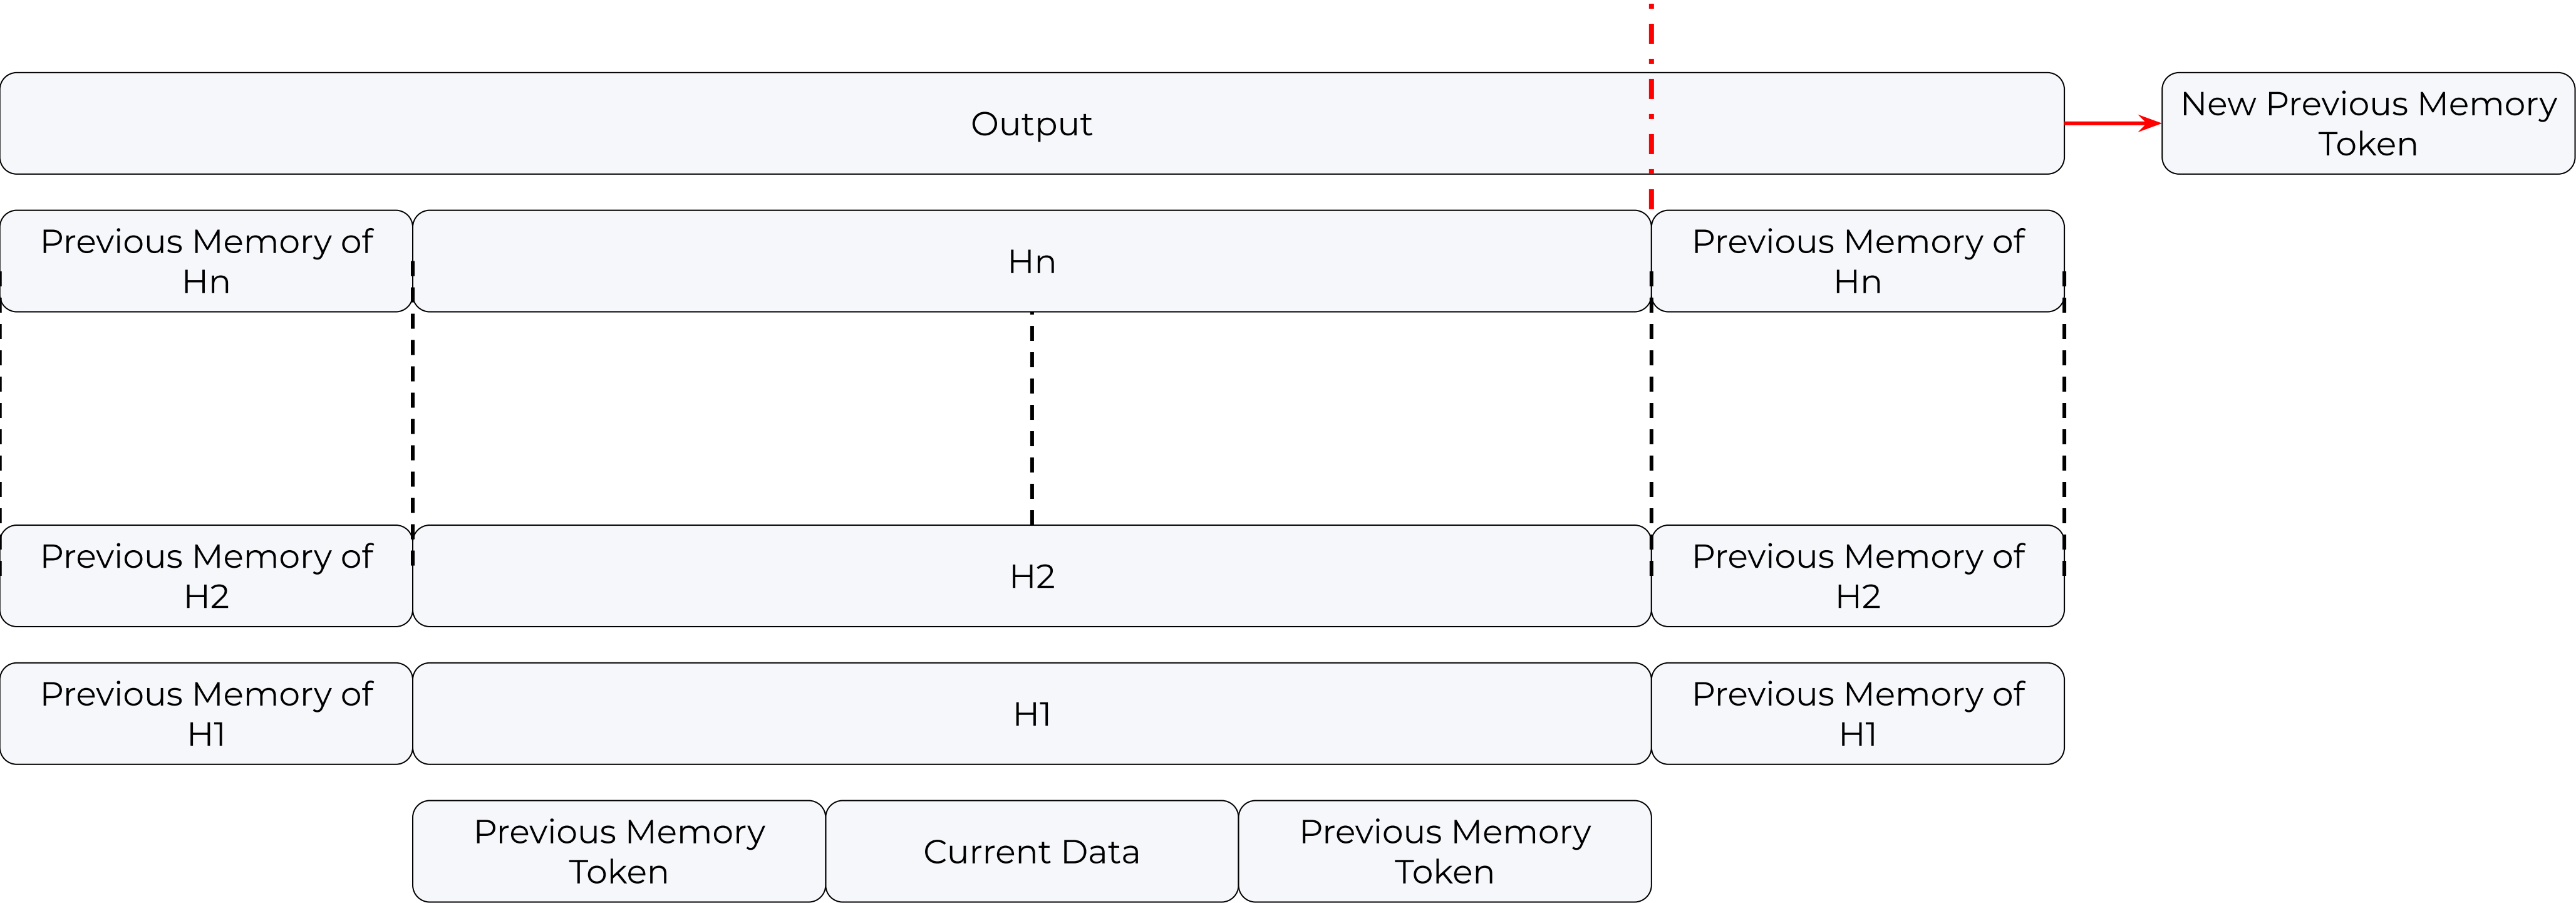 Output
New Previous Memory
Token
Previous Memory of
Hn
Hn
Previous Memory of
Hn
Previous Memory of
H2
H2
Previous Memory of
H2
Previous Memory of
H1
H1
Previous Memory of
H1
Previous Memory
Token
Current Data
Previous Memory
Token